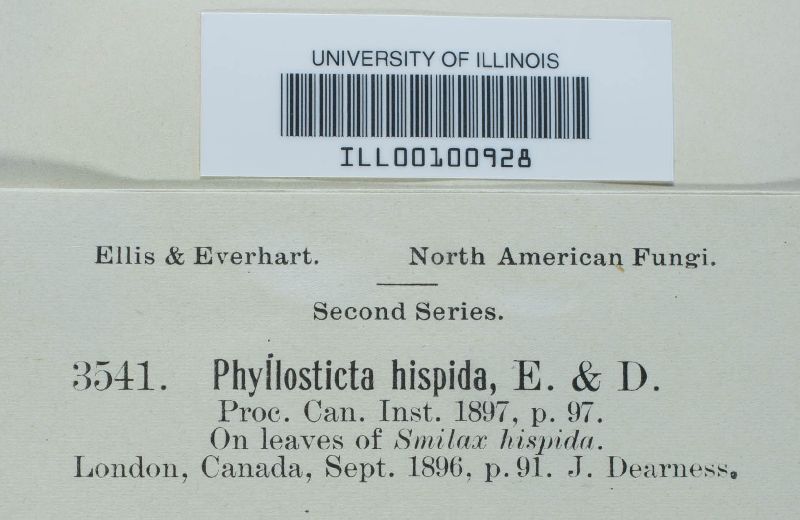 UNIVERSITY OF ILLINOIS
ILL00100928
Ellis & Everhart. North American Fungi.
Second Series.
3541. Phyllosticta hispida, E. & D.
Proc. Can. Inst. 1897, p. 97.
On leaves of Smilax hispida.
London, Canada, Sept. 1896, p. 91. J. Dearness.